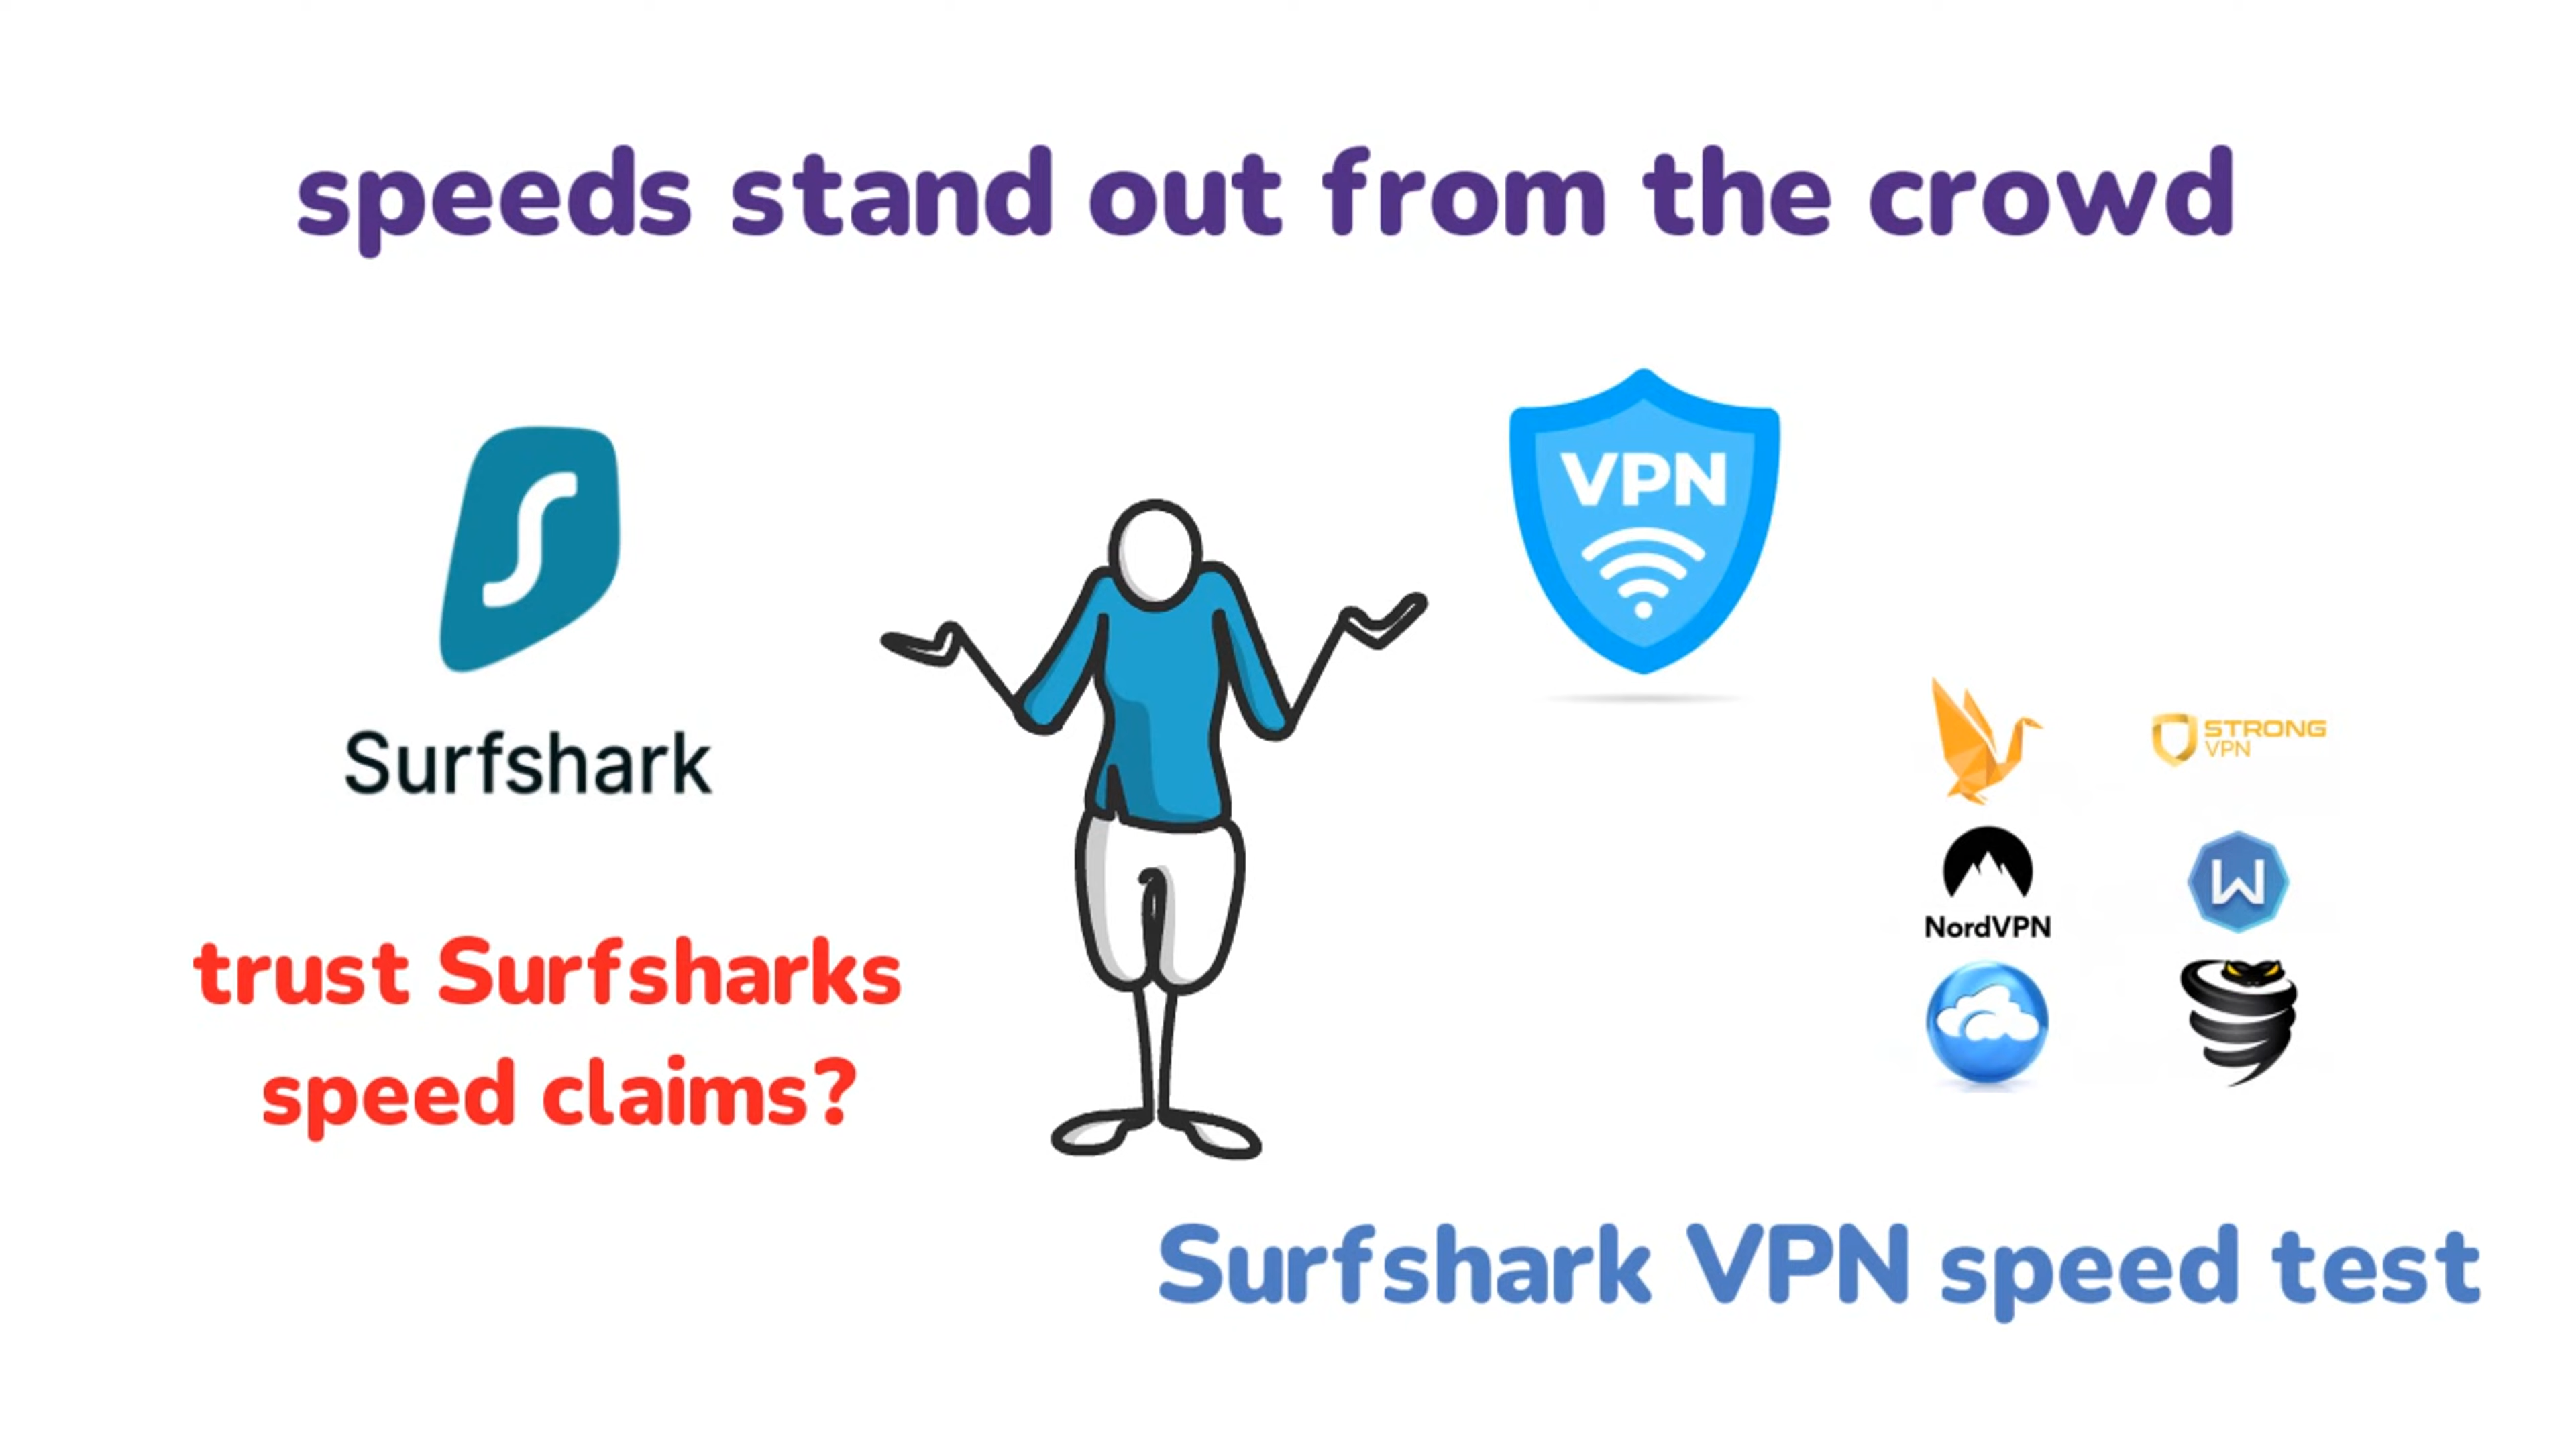 speeds stand out from the crowd
VPN
Surfshark
STRONG
VPN
NordVPN
W
trust Surfsharks
speed claims?
Surfshark VPN speed test